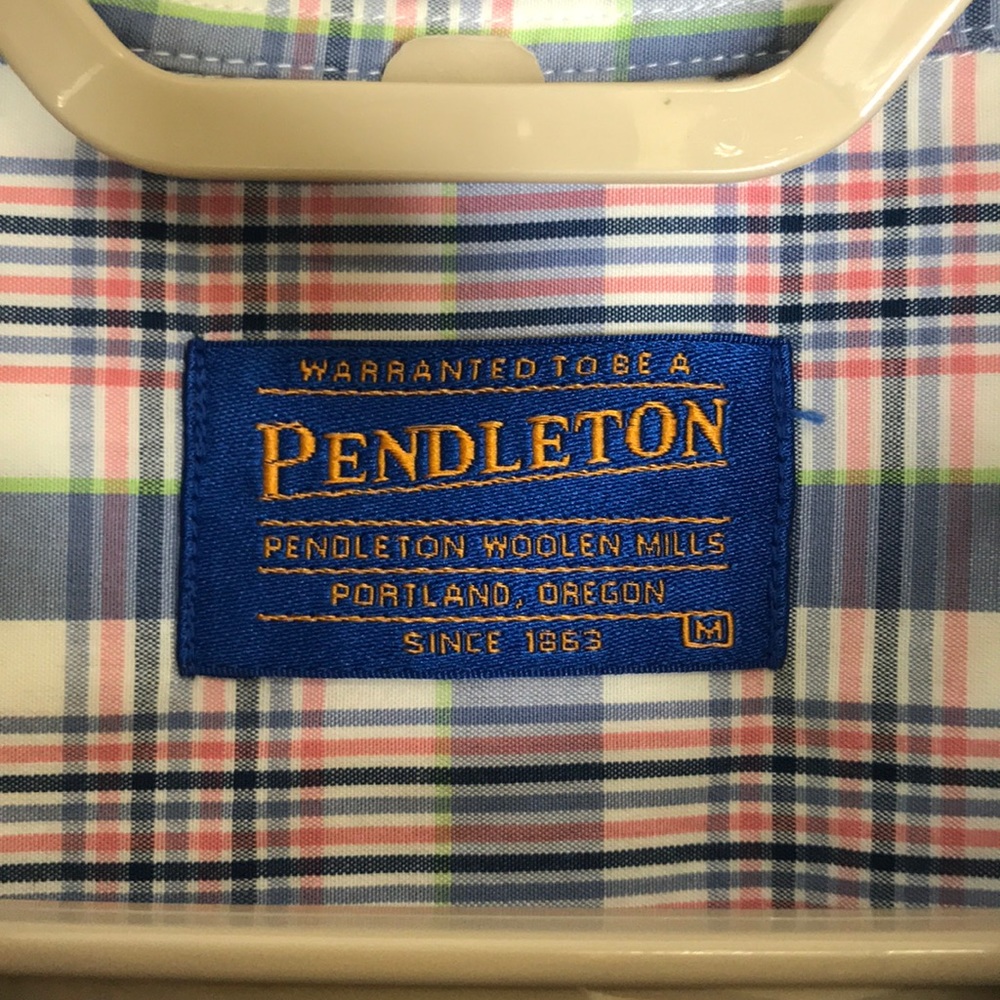 WARRANTED TO BE A
PENDLETON
PENDLETON WOOLEN MILLS
PORTLAND, OREGON
SINCE 1863
M